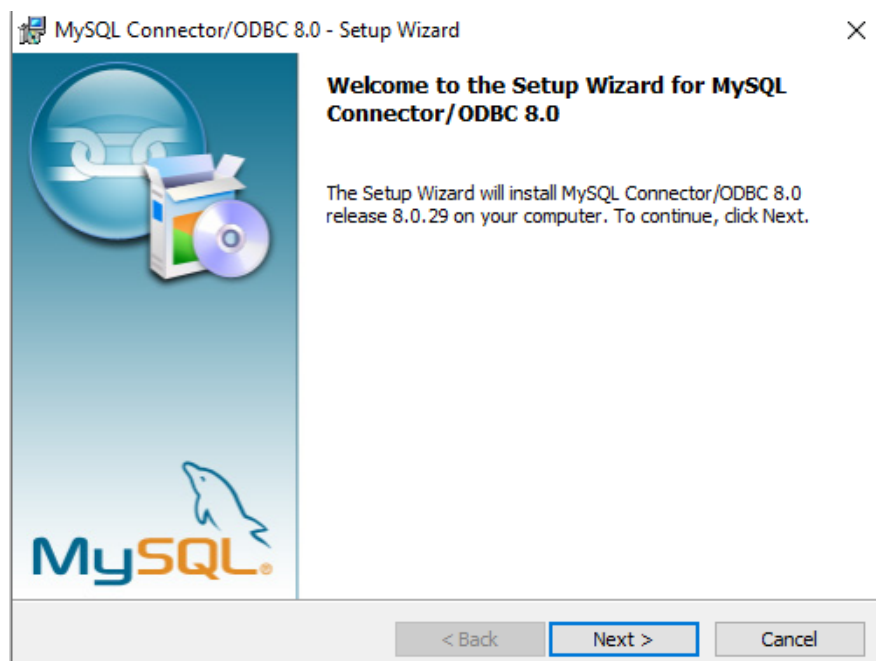 MySQL Connector/ODBC 8.0 - Setup Wizard
Welcome to the Setup Wizard for MySQL
Connector/ODBC 8.0
The Setup Wizard will install MySQL Connector/ODBC 8.0
release 8.0.29 on your computer. To continue, click Next.
MySQL®
< Back Next > Cancel